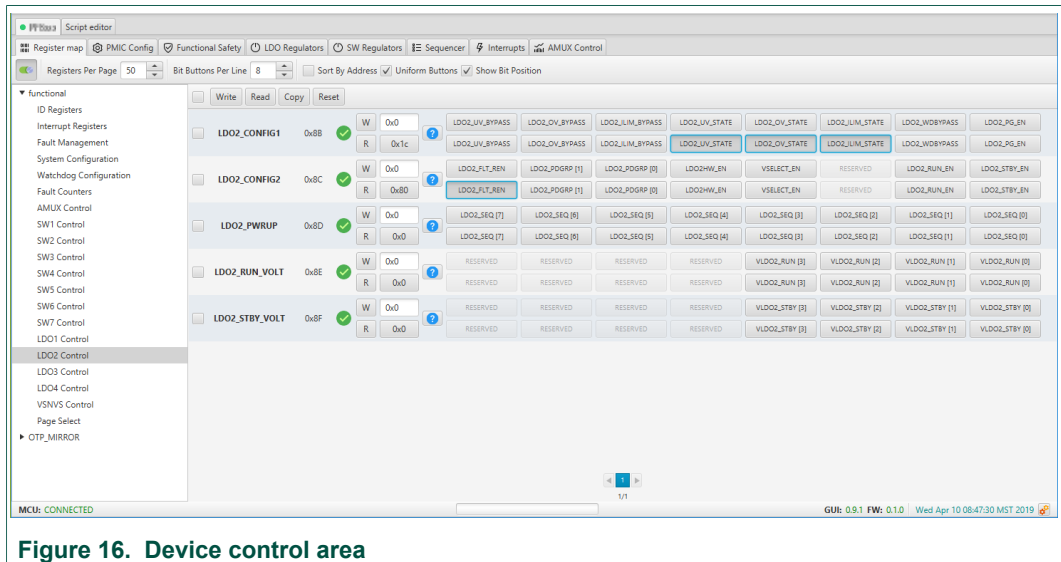 Script editor
Register map PMIC Config Functional Safety LDO Regulators SW Regulators Sequencer Interrupts AMUX Control
Registers Per Page 50 Bit Buttons Per Line 8 Sort By Address Uniform Buttons Show Bit Position
functional
ID Registers
Interrupt Registers
Fault Management
System Configuration
Watchdog Configuration
Fault Counters
AMUX Control
SW1 Control
SW2 Control
SW3 Control
SW4 Control
SW5 Control
SW6 Control
SW7 Control
LDO1 Control
LDO2 Control
LDO3 Control
LDO4 Control
VSNVS Control
Page Select
OTP_MIRROR
Write Read Copy Reset
LDO2_CONFIG1 0x8B
W 0x0 LDO2_UV_BYPASS LDO2_OV_BYPASS LDO2_ILIM_BYPASS LDO2_UV_STATE LDO2_OV_STATE LDO2_ILIM_STATE LDO2_WDBYPASS LDO2_PG_EN
R 0x1c ? LDO2_UV_BYPASS LDO2_OV_BYPASS LDO2_ILIM_BYPASS LDO2_UV_STATE LDO2_OV_STATE LDO2_ILIM_STATE LDO2_WDBYPASS LDO2_PG_EN
LDO2_CONFIG2 0x8C
W 0x0 LDO2_FLT_REN LDO2_PDGRP [1] LDO2_PDGRP [0] LDO2HW_EN VSELECT_EN RESERVED LDO2_RUN_EN LDO2_STBY_EN
R 0x80 ? LDO2_FLT_REN LDO2_PDGRP [1] LDO2_PDGRP [0] LDO2HW_EN VSELECT_EN RESERVED LDO2_RUN_EN LDO2_STBY_EN
LDO2_PWRUP 0x8D
W 0x0 LDO2_SEQ [7] LDO2_SEQ [6] LDO2_SEQ [5] LDO2_SEQ [4] LDO2_SEQ [3] LDO2_SEQ [2] LDO2_SEQ [1] LDO2_SEQ [0]
R 0x0 ? LDO2_SEQ [7] LDO2_SEQ [6] LDO2_SEQ [5] LDO2_SEQ [4] LDO2_SEQ [3] LDO2_SEQ [2] LDO2_SEQ [1] LDO2_SEQ [0]
LDO2_RUN_VOLT 0x8E
W 0x0 RESERVED RESERVED RESERVED RESERVED VLDO2_RUN [3] VLDO2_RUN [2] VLDO2_RUN [1] VLDO2_RUN [0]
R 0x0 ? RESERVED RESERVED RESERVED RESERVED VLDO2_RUN [3] VLDO2_RUN [2] VLDO2_RUN [1] VLDO2_RUN [0]
LDO2_STBY_VOLT 0x8F
W 0x0 RESERVED RESERVED RESERVED RESERVED VLDO2_STBY [3] VLDO2_STBY [2] VLDO2_STBY [1] VLDO2_STBY [0]
R 0x0 ? RESERVED RESERVED RESERVED RESERVED VLDO2_STBY [3] VLDO2_STBY [2] VLDO2_STBY [1] VLDO2_STBY [0]
1
1/1
MCU: CONNECTED GUI: 0.9.1 FW: 0.1.0 Wed Apr 10 08:47:30 MST 2019
Figure 16. Device control area